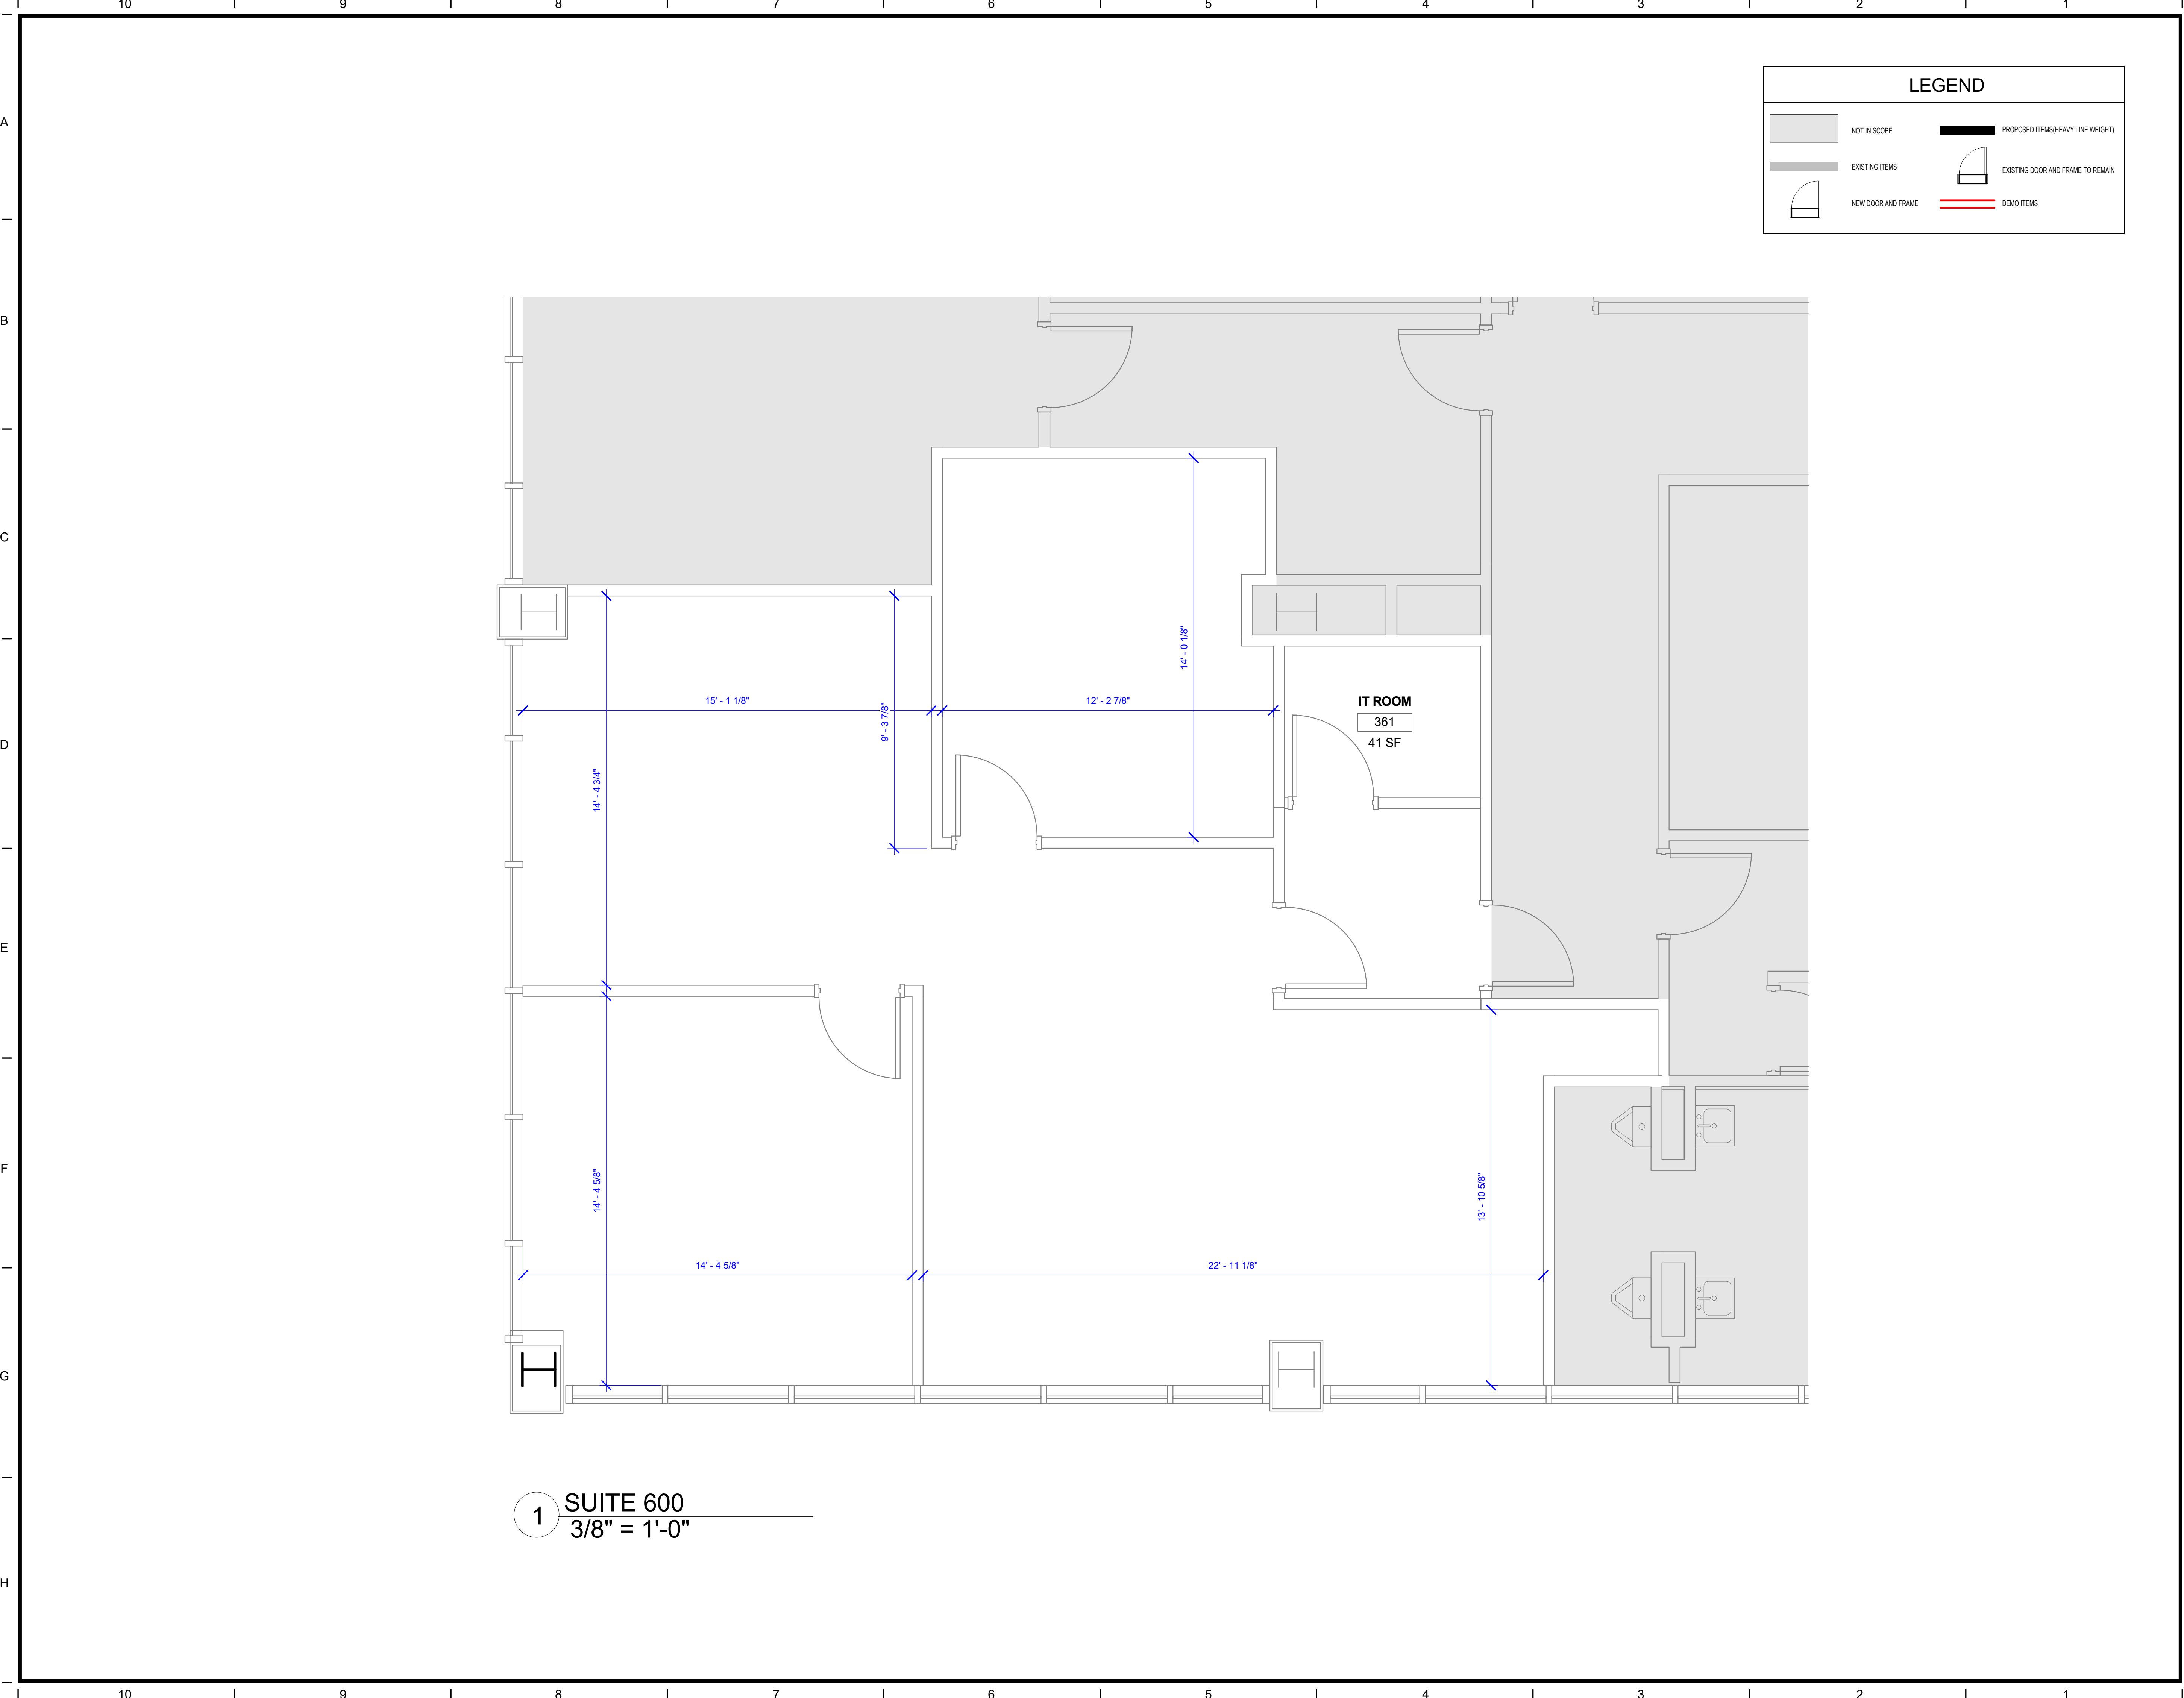 10 9 8 7 6 5 4 3 2 1
LEGEND
NOT IN SCOPE
PROPOSED ITEMS(HEAVY LINE WEIGHT)
EXISTING ITEMS
EXISTING DOOR AND FRAME TO REMAIN
NEW DOOR AND FRAME
DEMO ITEMS
A
B
C
D
E
F
G
H
14' - 0 1/8"
15' - 1 1/8"
9' - 3 7/8"
12' - 2 7/8"
IT ROOM
361
41 SF
14' - 4 3/4"
14' - 4 5/8"
13' - 10 5/8"
14' - 4 5/8"
22' - 11 1/8"
1
SUITE 600
3/8" = 1'-0"
10 9 8 7 6 5 4 3 2 1